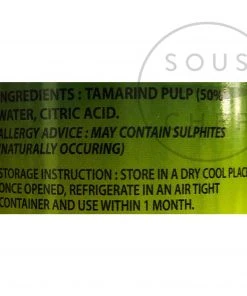 SOUS
CH
INGREDIENTS : TAMARIND PULP (50%
WATER, CITRIC ACID.
ALLERGY ADVICE : MAY CONTAIN SULPHITES
(NATURALLY OCCURING)
STORAGE INSTRUCTION : STORE IN A DRY COOL PLACE
ONCE OPENED, REFRIGERATE IN AN AIR TIGHT
CONTAINER AND USE WITHIN 1 MONTH.